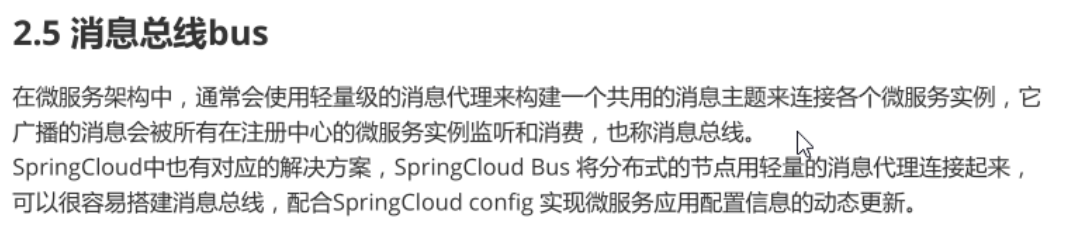 2.5 消息总线bus
在微服务架构中，通常会使用轻量级的消息代理来构建一个共用的消息主题来连接各个微服务实例，它
广播的消息会被所有在注册中心的微服务实例监听和消费，也称消息总线。
SpringCloud中也有对应的解决方案，SpringCloud Bus 将分布式的节点用轻量的消息代理连接起来，
可以很容易搭建消息总线，配合SpringCloud config 实现微服务应用配置信息的动态更新。